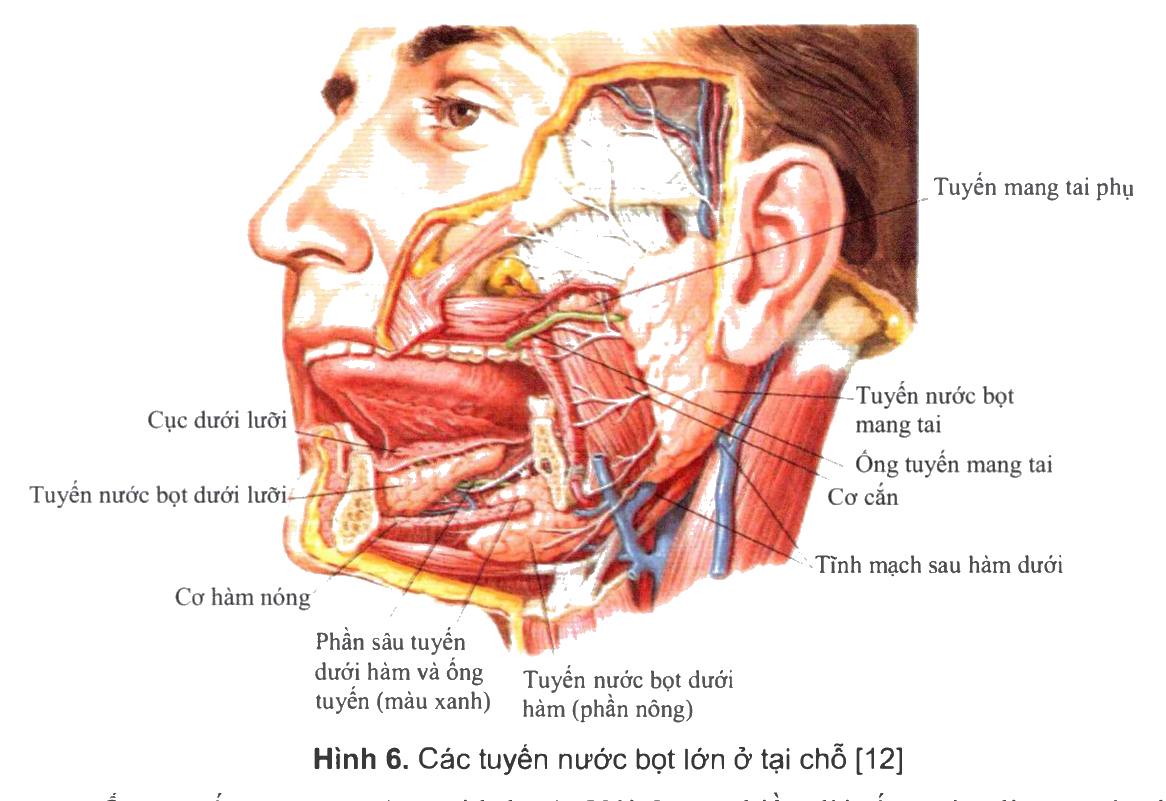 Tuyến mang tai phụ
Cục dưới lưỡi
Tuyến nước bọt
mang tai
Ống tuyến mang tai
Tuyến nước bọt dưới lưỡi
Cơ cắn
Tĩnh mạch sau hàm dưới
Cơ hàm nóng
Phần sâu tuyến
dưới hàm và ống
tuyến (màu xanh)
Tuyến nước bọt dưới
hàm (phần nông)
Hình 6. Các tuyến nước bọt lớn ở tại chỗ [12]